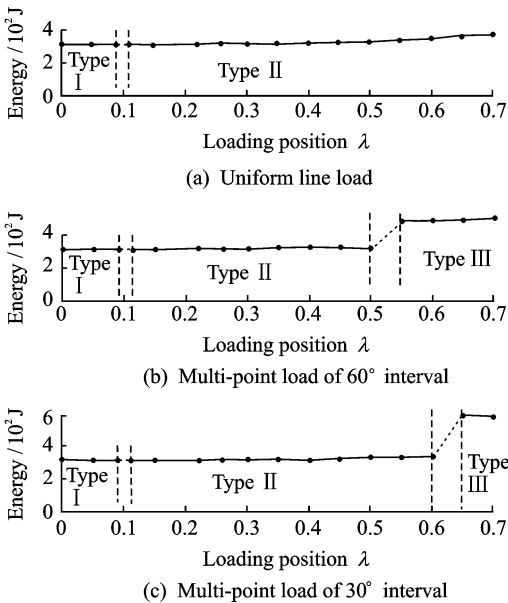 4
2
0
Energy / 10² J
Type Ⅰ
Type Ⅱ
0 0.1 0.2 0.3 0.4 0.5 0.6 0.7
Loading position λ
(a) Uniform line load
4
2
0
Energy / 10² J
Type Ⅰ
Type Ⅱ
Type Ⅲ
0 0.1 0.2 0.3 0.4 0.5 0.6 0.7
Loading position λ
(b) Multi-point load of 60° interval
6
4
2
0
Energy / 10² J
Type Ⅰ
Type Ⅱ
Type Ⅲ
0 0.1 0.2 0.3 0.4 0.5 0.6 0.7
Loading position λ
(c) Multi-point load of 30° interval